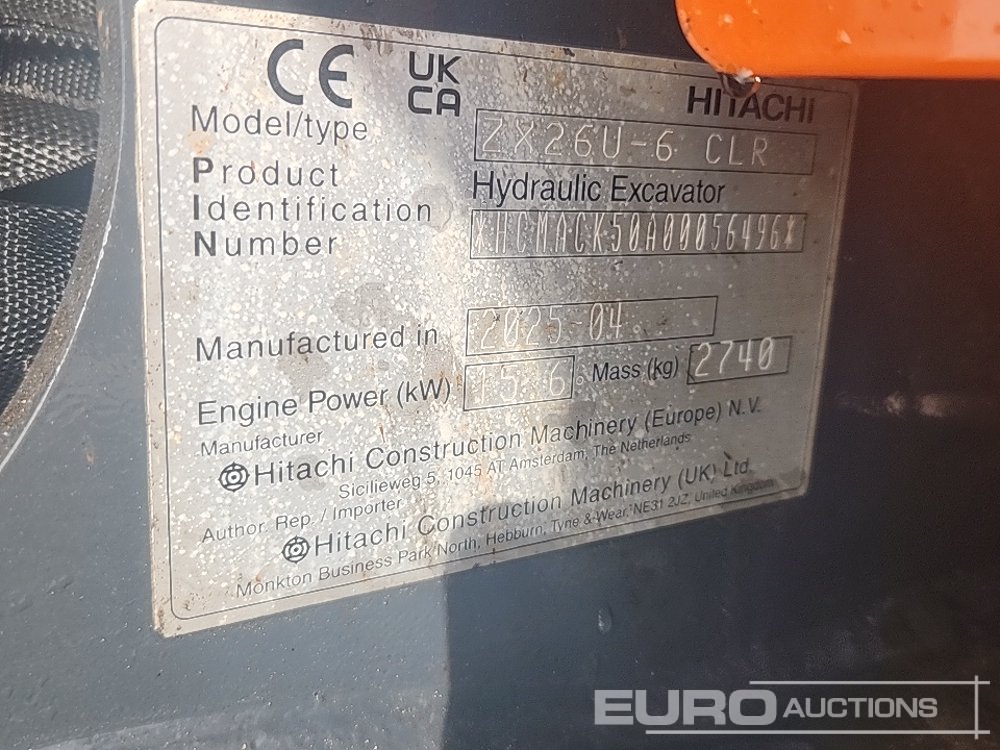 CE UK CA HITACHI
Model/type ZX26U-6 CLR
Product Hydraulic Excavator
Identification *HCMACK50A00056496*
Number
Manufactured in 2025-04
Engine Power (kW) 15.6 Mass (kg) 2740
Manufacturer
Hitachi Construction Machinery (Europe) N.V.
Sicilieweg 5, 1045 AT Amsterdam, The Netherlands
Author. Rep. / Importer
Hitachi Construction Machinery (UK) Ltd.
Monkton Business Park North, Hebburn, Tyne & Wear, NE31 2JZ, United Kingdom
EURO AUCTIONS